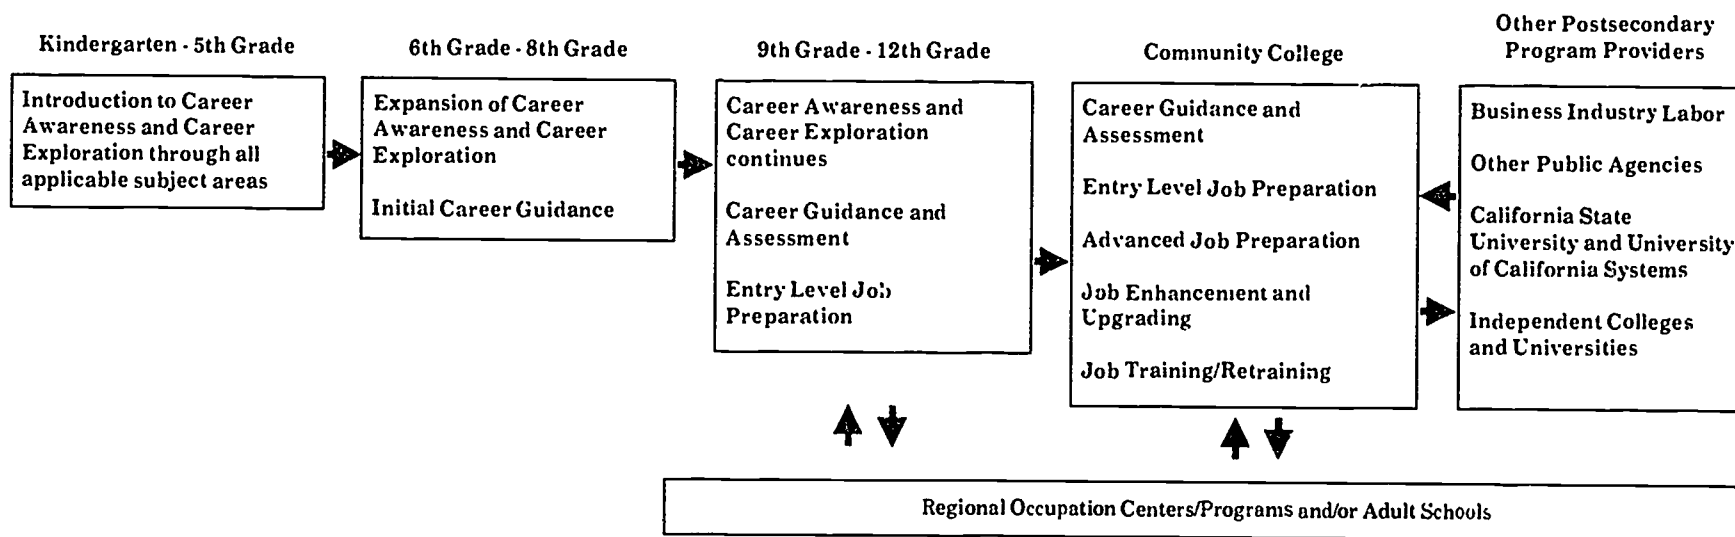 Kindergarten - 5th Grade
Introduction to Career
Awareness and Career
Exploration through all
applicable subject areas
6th Grade - 8th Grade
Expansion of Career
Awareness and Career
Exploration
Initial Career Guidance
9th Grade - 12th Grade
Career Awareness and
Career Exploration
continues
Career Guidance and
Assessment
Entry Level Job
Preparation
Community College
Career Guidance and
Assessment
Entry Level Job Preparation
Advanced Job Preparation
Job Enhancement and
Upgrading
Job Training/Retraining
Other Postsecondary
Program Providers
Business Industry Labor
Other Public Agencies
California State
University and University
of California Systems
Independent Colleges
and Universities
Regional Occupation Centers/Programs and/or Adult Schools